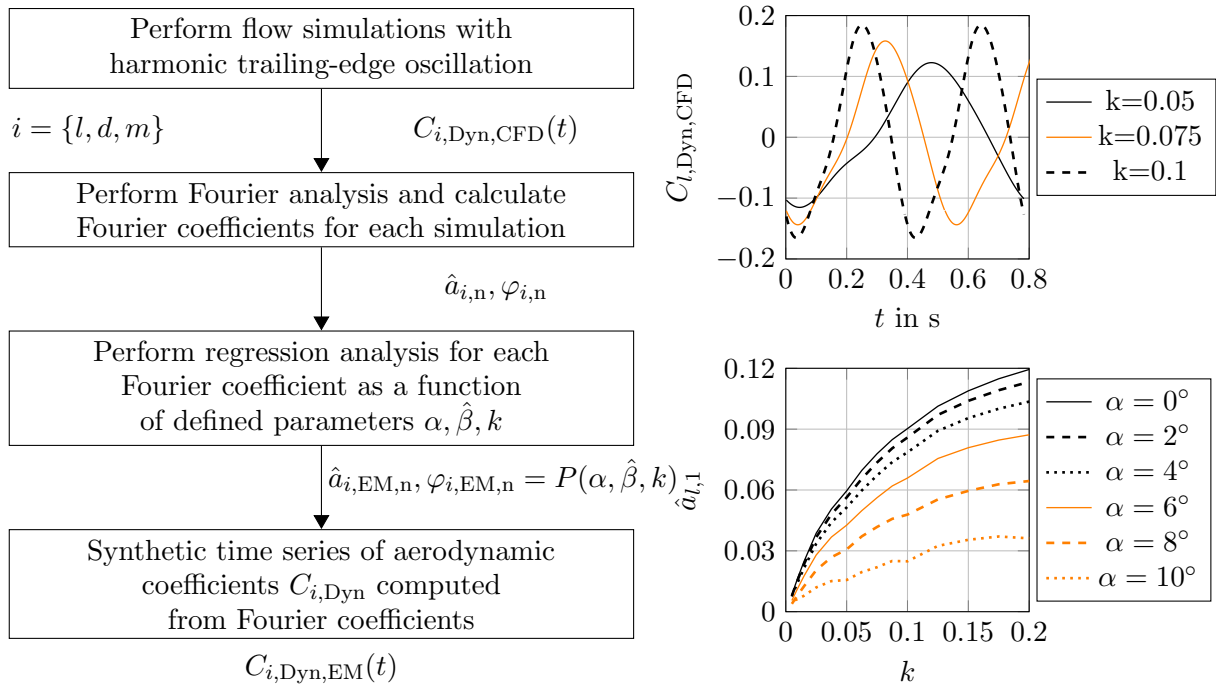 Perform flow simulations with
harmonic trailing-edge oscillation
i = {l, d, m}
C_{i,Dyn,CFD}(t)
Perform Fourier analysis and calculate
Fourier coefficients for each simulation
â_{i,n}, φ_{i,n}
Perform regression analysis for each
Fourier coefficient as a function
of defined parameters α, β̂, k
â_{i,EM,n}, φ_{i,EM,n} = P(α, β̂, k)
Synthetic time series of aerodynamic
coefficients C_{i,Dyn} computed
from Fourier coefficients
C_{i,Dyn,EM}(t)
C_{l,Dyn,CFD}
0.2
0.1
0
−0.1
−0.2
0 0.2 0.4 0.6 0.8
t in s
k=0.05
k=0.075
k=0.1
â_{l,1}
0.12
0.09
0.06
0.03
0
0 0.05 0.1 0.15 0.2
k
α = 0°
α = 2°
α = 4°
α = 6°
α = 8°
α = 10°